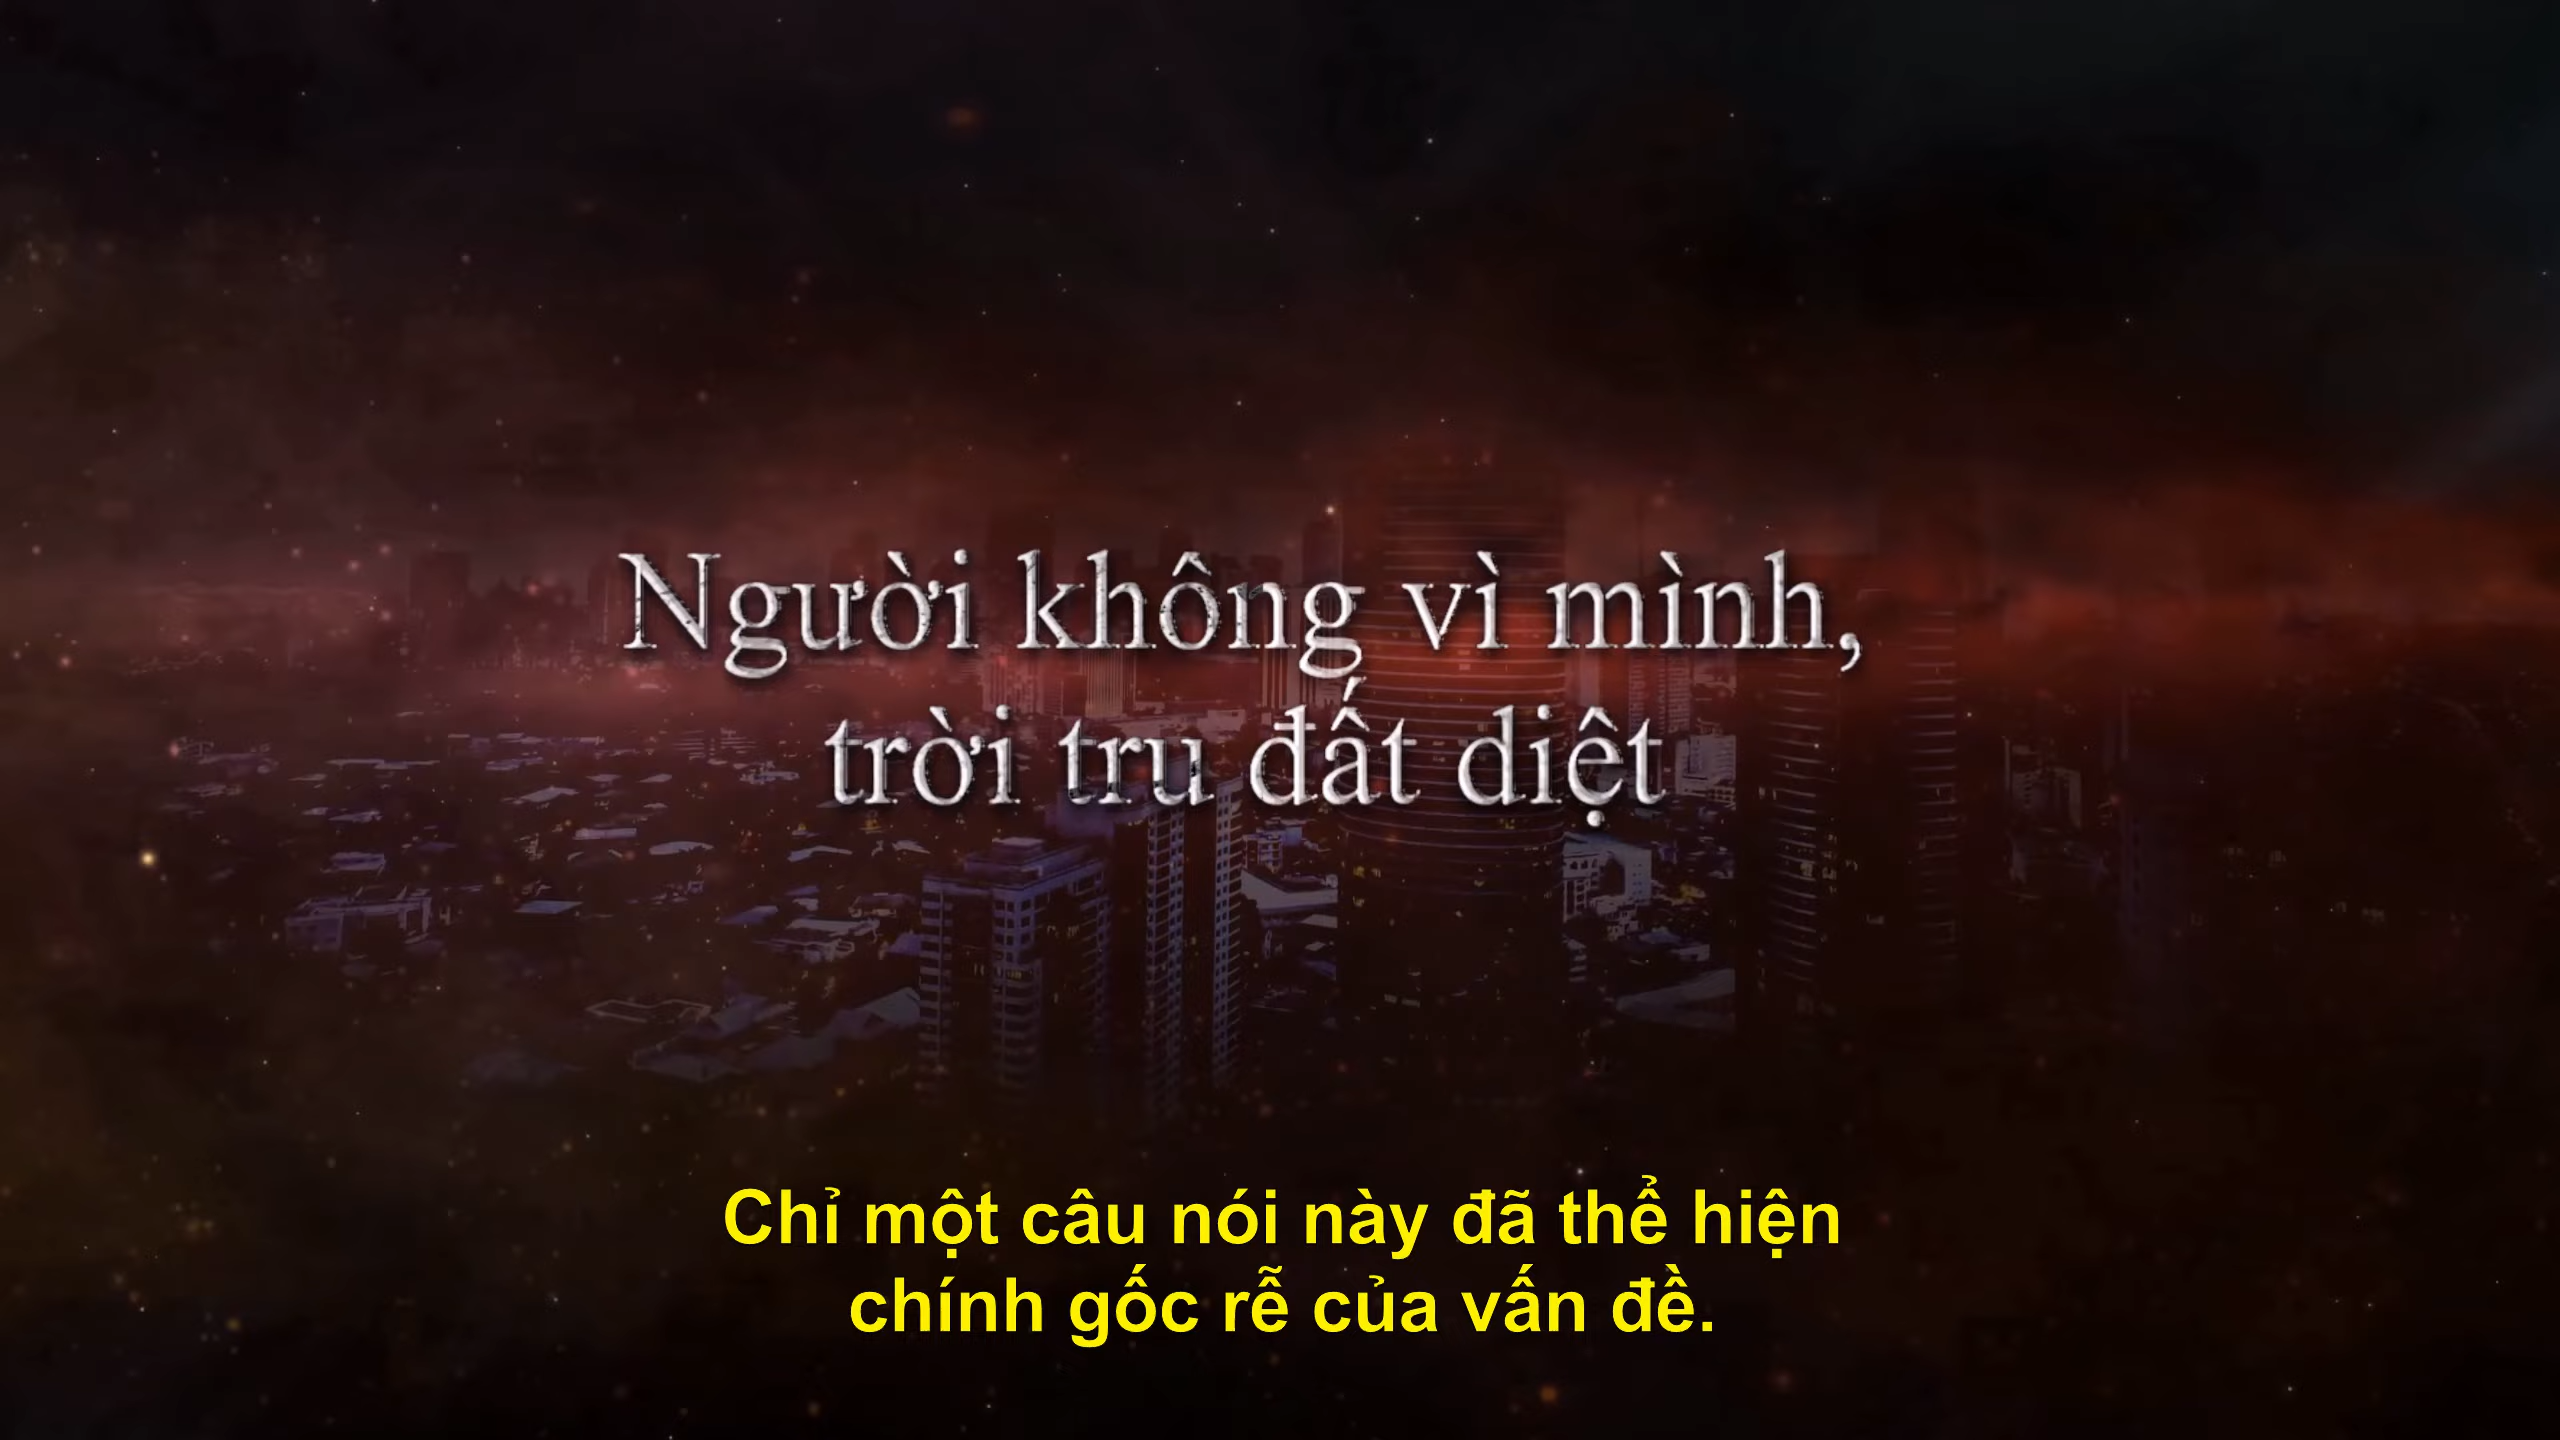 Người không vì mình,
trời tru đất diệt
Chỉ một câu nói này đã thể hiện
chính gốc rễ của vấn đề.